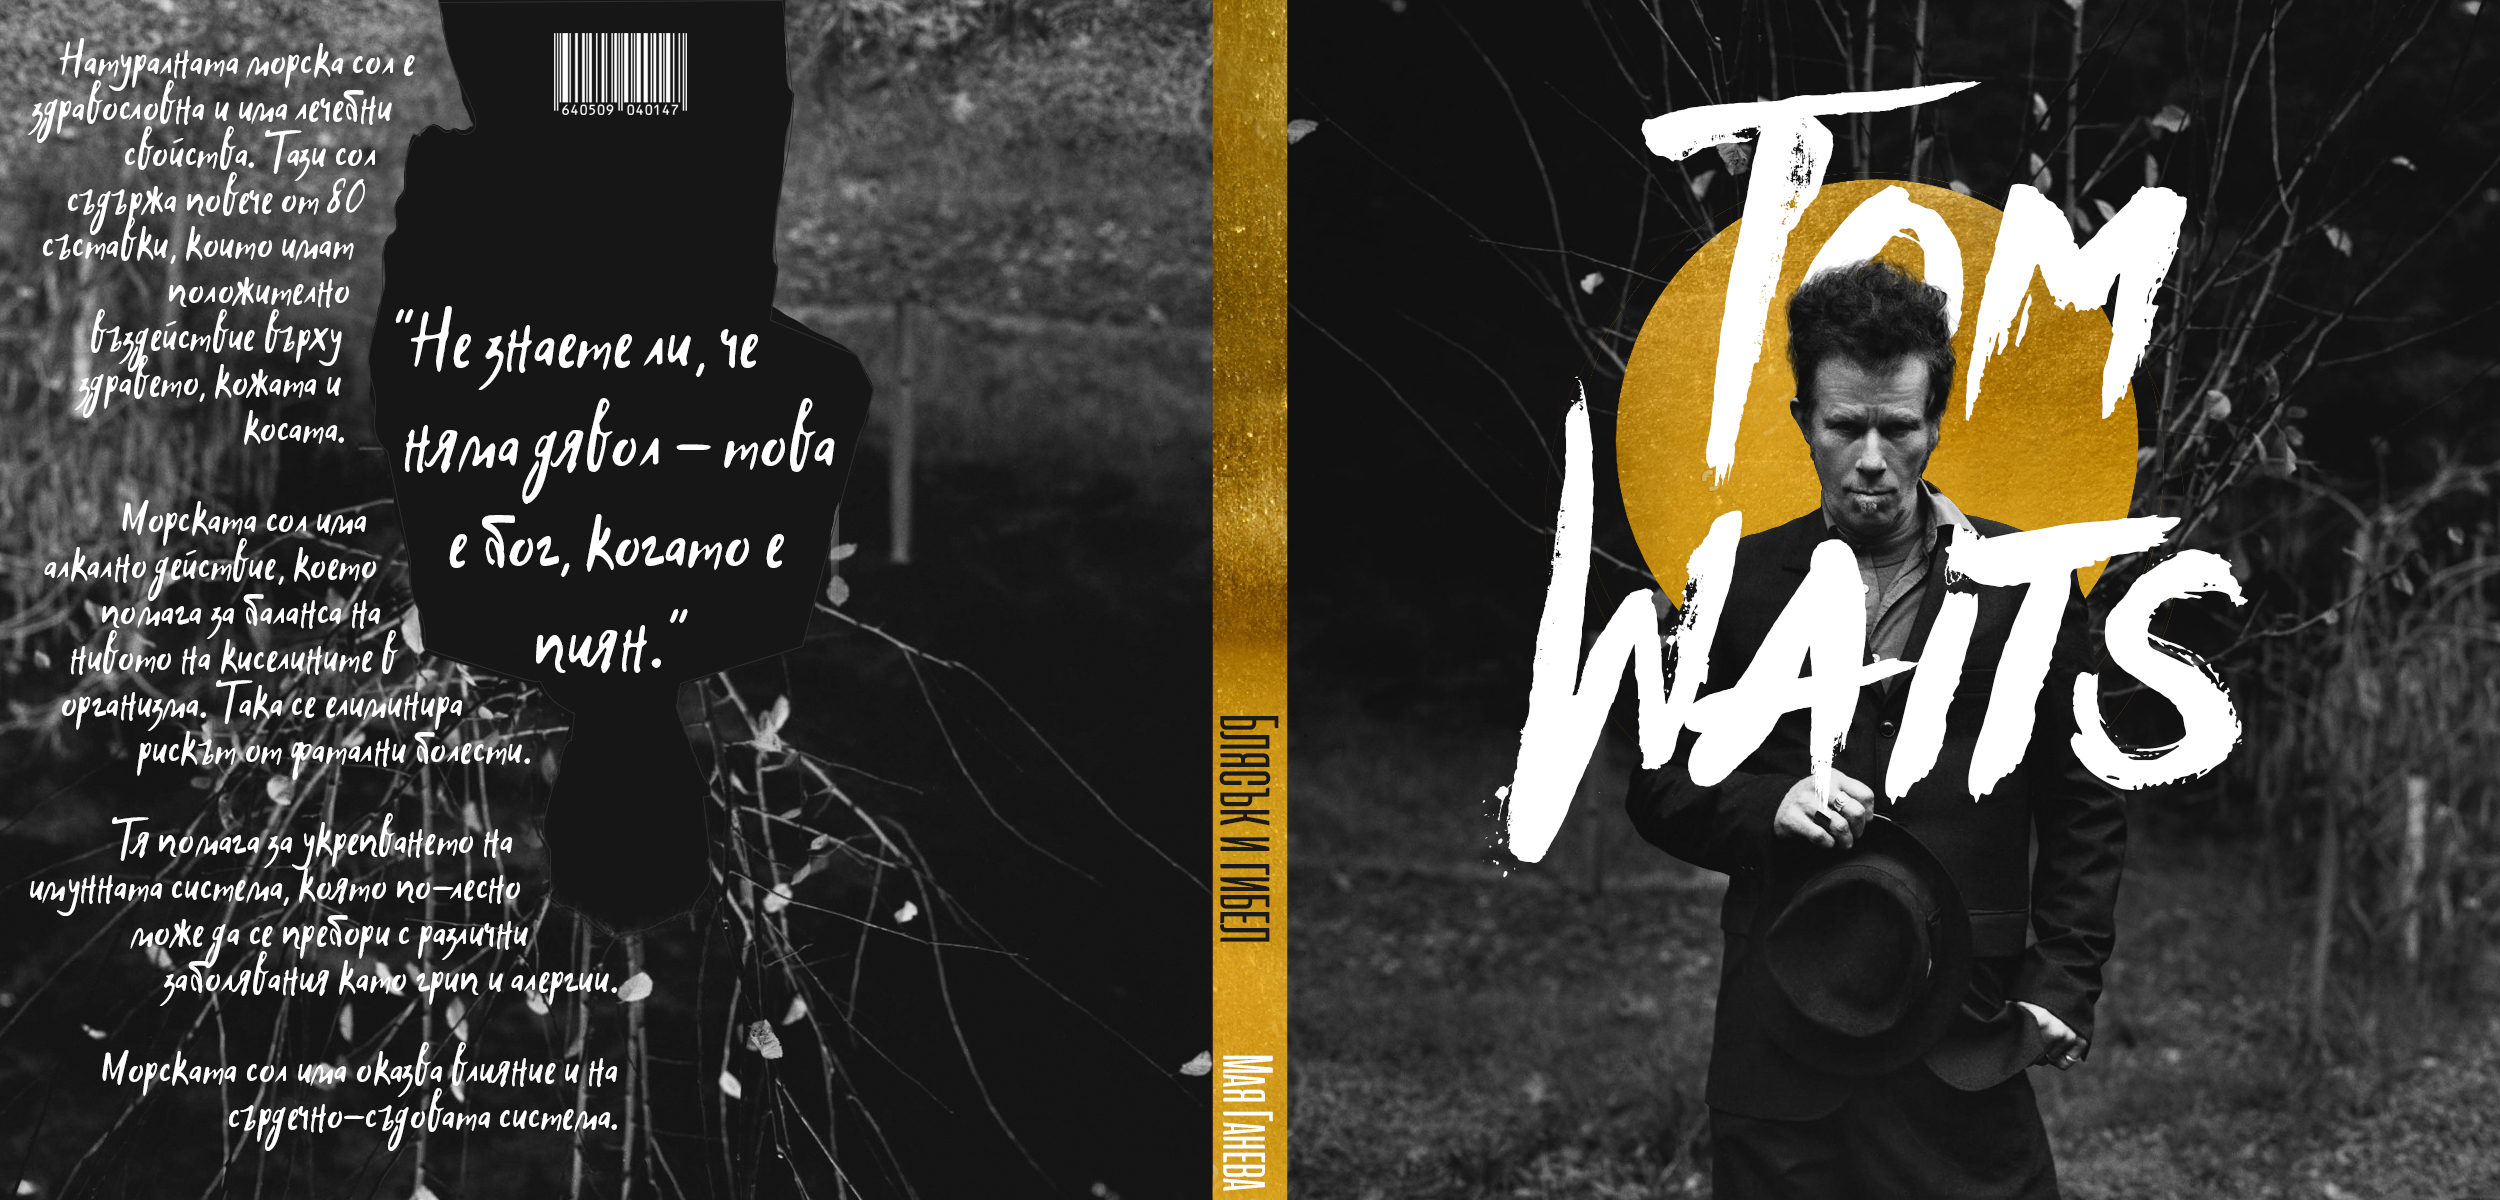 Натуралната морска сол е
здравословна и има лечебни
свойства. Тази сол
съдържа повече от 80
съставки, които имат
положително
въздействие върху
здравето, кожата и
косата.
Морската сол има
алкално действие, което
помага за баланса на
нивото на киселините в
организма. Така се елиминира
рискът от фатални болести.
Тя помага за укрепването на
имунната система, която по-лесно
може да се пребори с различни
заболявания като грип и алергии.
Морската сол има оказва влияние и на
сърдечно-съдовата система.
640509 040147
"Не знаете ли, че
няма дявол – това
е бог, когато е
пиян."
БЛЯСЪК И ГИБЕЛ
МАЯ ГАНЕВА
TOM
WAITS